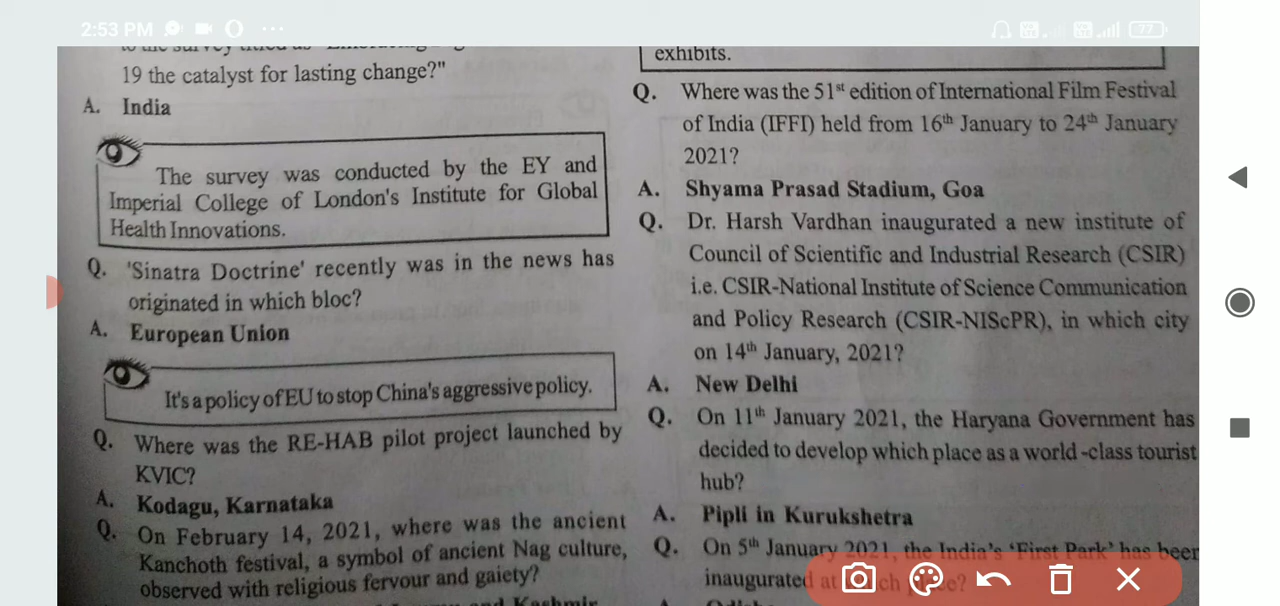 2:53 PM
77
19 the catalyst for lasting change?"
A. India
The survey was conducted by the EY and
Imperial College of London's Institute for Global
Health Innovations.
Q. 'Sinatra Doctrine' recently was in the news has
originated in which bloc?
A. European Union
It's a policy of EU to stop China's aggressive policy.
Q. Where was the RE-HAB pilot project launched by
KVIC?
A. Kodagu, Karnataka
Q. On February 14, 2021, where was the ancient
Kanchoth festival, a symbol of ancient Nag culture,
observed with religious fervour and gaiety?
exhibits.
Q. Where was the 51st edition of International Film Festival
of India (IFFI) held from 16th January to 24th January
2021?
A. Shyama Prasad Stadium, Goa
Q. Dr. Harsh Vardhan inaugurated a new institute of
Council of Scientific and Industrial Research (CSIR)
i.e. CSIR-National Institute of Science Communication
and Policy Research (CSIR-NIScPR), in which city
on 14th January, 2021?
A. New Delhi
Q. On 11th January 2021, the Haryana Government has
decided to develop which place as a world-class tourist
hub?
A. Pipli in Kurukshetra
Q. On 5th January 2021, the India's 'First Park' has been
inaugurated at